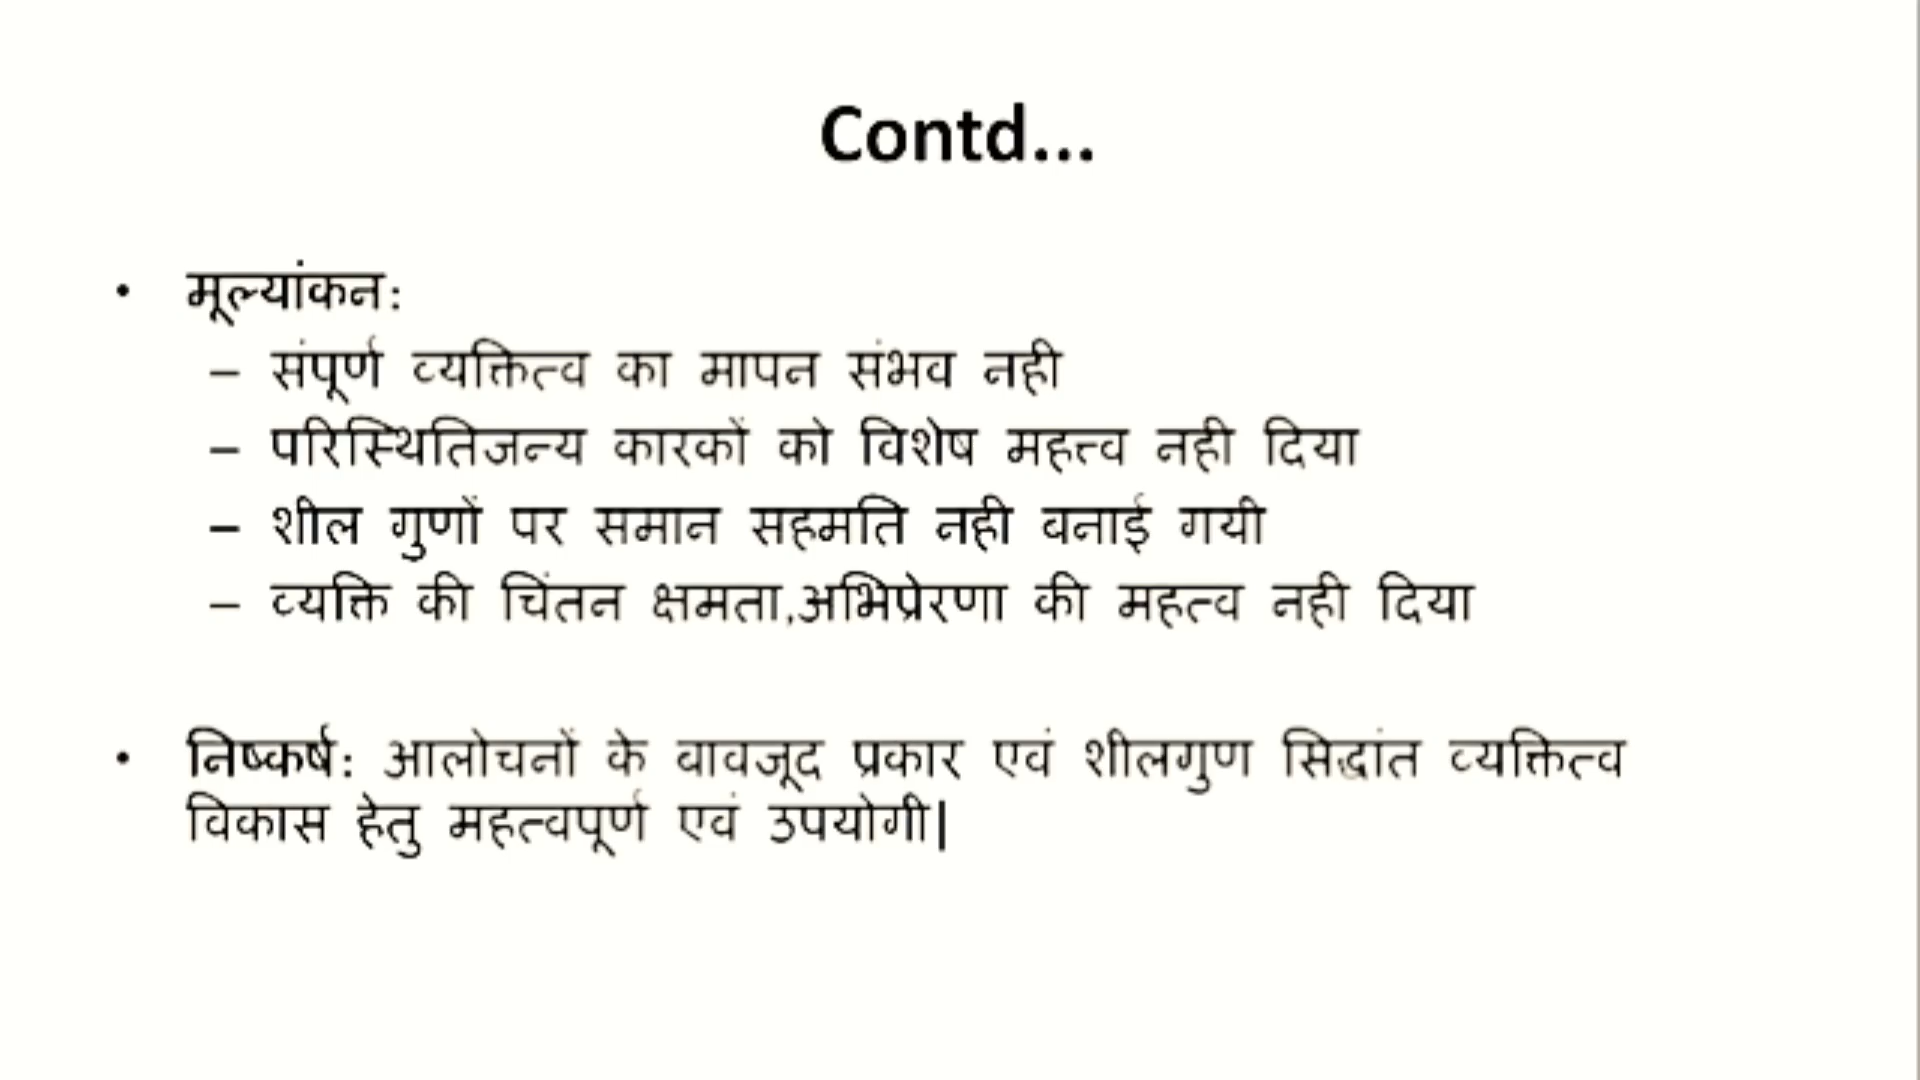 Contd...
• मूल्यांकन:
– संपूर्ण व्यक्तित्व का मापन संभव नही
– परिस्थितिजन्य कारकों को विशेष महत्त्व नही दिया
– शील गुणों पर समान सहमति नही वनाई गयी
– व्यक्ति की चिंतन क्षमता,अभिप्रेरणा की महत्व नही दिया
• निष्कर्ष: आलोचनों के वावजूद प्रकार एवं शीलगुण सिद्धांत व्यक्तित्व
विकास हेतु महत्वपूर्ण एवं उपयोगी|